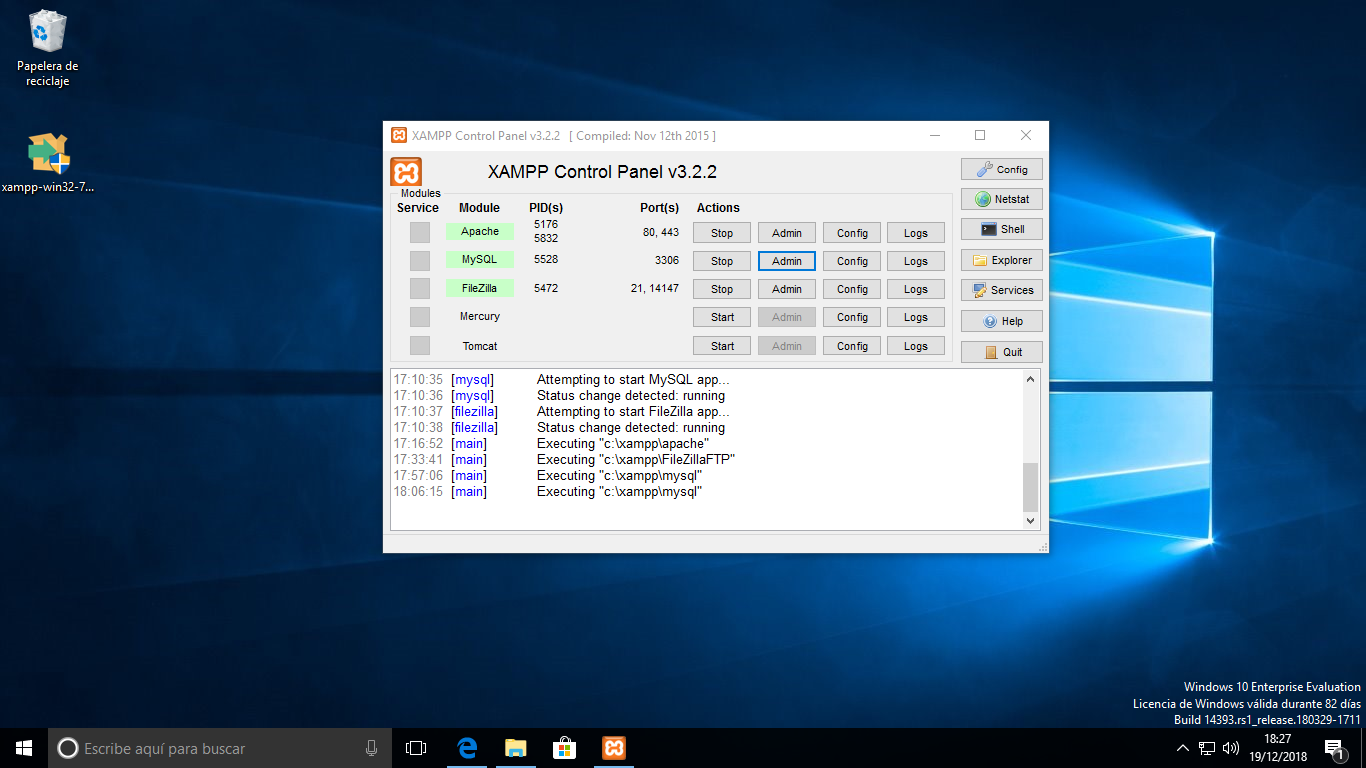 Papelera de
reciclaje
xampp-win32-7...
XAMPP Control Panel v3.2.2 [ Compiled: Nov 12th 2015 ]
XAMPP Control Panel v3.2.2
Modules
Service Module PID(s) Port(s) Actions
Apache 5176 5832 80, 443 Stop Admin Config Logs
MySQL 5528 3306 Stop Admin Config Logs
FileZilla 5472 21, 14147 Stop Admin Config Logs
Mercury Start Admin Config Logs
Tomcat Start Admin Config Logs
Config
Netstat
Shell
Explorer
Services
Help
Quit
17:10:35 [mysql] Attempting to start MySQL app...
17:10:36 [mysql] Status change detected: running
17:10:37 [filezilla] Attempting to start FileZilla app...
17:10:38 [filezilla] Status change detected: running
17:16:52 [main] Executing "c:\xampp\apache"
17:33:41 [main] Executing "c:\xampp\FileZillaFTP"
17:57:06 [main] Executing "c:\xampp\mysql"
18:06:15 [main] Executing "c:\xampp\mysql"
Windows 10 Enterprise Evaluation
Licencia de Windows válida durante 82 días
Build 14393.rs1_release.180329-1711
Escribe aquí para buscar
18:27
19/12/2018
1